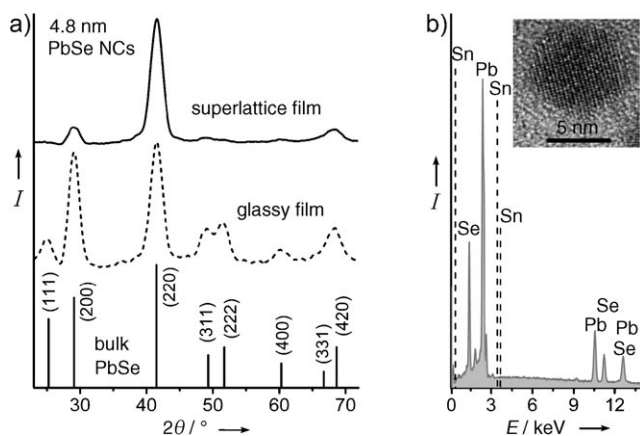 a)
4.8 nm
PbSe NCs
superlattice film
I
glassy film
(111)
(200)
(220)
(311)
(222)
(400)
(331)
(420)
bulk
PbSe
30 40 50 60 70
2θ / °
b)
Sn
Pb
Sn
5 nm
I
Sn
Se
Se
Pb
Pb
Se
0 3 6 9 12
E / keV